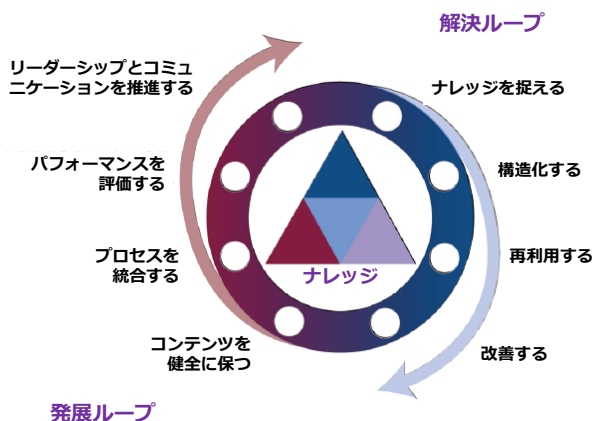 解決ループ
リーダーシップとコミュ
ニケーションを推進する
ナレッジを捉える
パフォーマンスを
評価する
構造化する
プロセスを
統合する
再利用する
ナレッジ
コンテンツを
健全に保つ
改善する
発展ループ